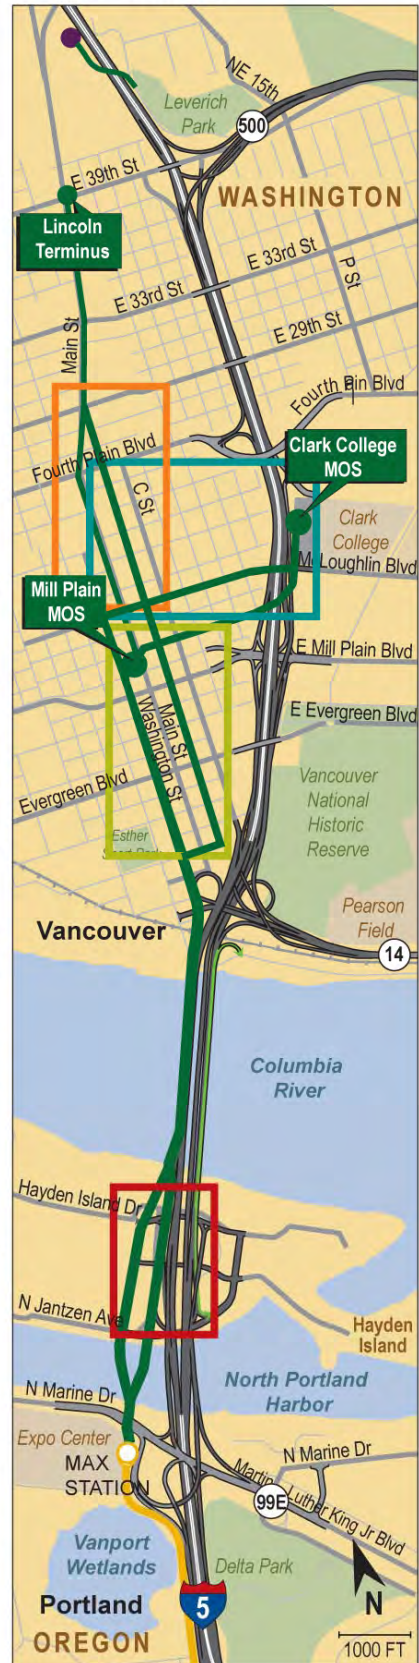 NE 15th
Leverich
Park
500
E 39th St
WASHINGTON
Lincoln
Terminus
E 33rd St
E 33rd St
P St
E 29th St
Main St
Fourth Plain Blvd
Fourth Plain Blvd
Clark College
MOS
C St
Clark
College
Mill Plain
MOS
McLoughlin Blvd
E Mill Plain Blvd
Main St
Washington St
E Evergreen Blvd
Evergreen Blvd
Vancouver
National
Historic
Reserve
Esther
Pearson
Field
Vancouver
14
Columbia
River
Hayden Island Dr
N Jantzen Ave
Hayden
Island
North Portland
Harbor
N Marine Dr
Expo Center
MAX
STATION
N Marine Dr
Martin Luther King Jr Blvd
99E
Vanport
Wetlands
Delta Park
Portland
5
N
OREGON
1000 FT